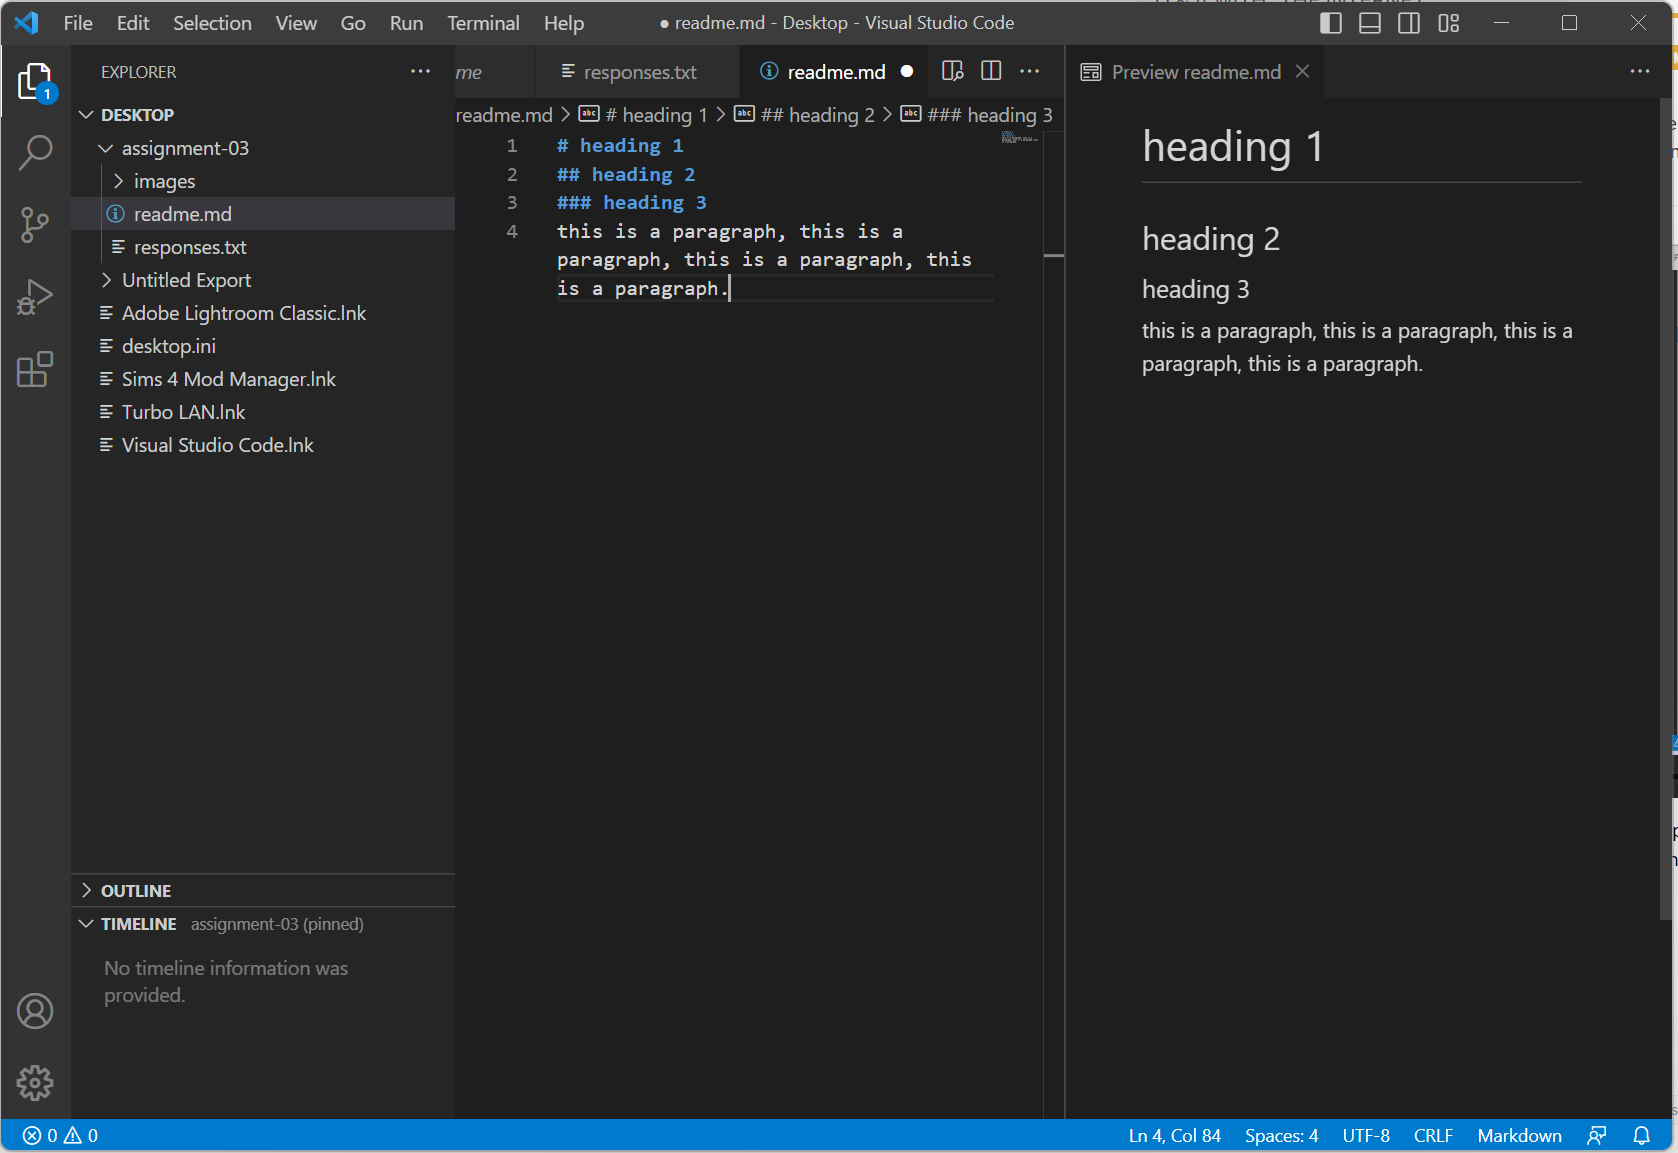 File Edit Selection View Go Run Terminal Help
● readme.md - Desktop - Visual Studio Code
1
EXPLORER
DESKTOP
assignment-03
images
readme.md
responses.txt
Untitled Export
Adobe Lightroom Classic.lnk
desktop.ini
Sims 4 Mod Manager.lnk
Turbo LAN.lnk
Visual Studio Code.lnk
OUTLINE
TIMELINE assignment-03 (pinned)
No timeline information was
provided.
me responses.txt readme.md ●
readme.md > abc # heading 1 > abc ## heading 2 > abc ### heading 3
1 # heading 1
2 ## heading 2
3 ### heading 3
4 this is a paragraph, this is a
paragraph, this is a paragraph, this
is a paragraph.
Preview readme.md
heading 1
heading 2
heading 3
this is a paragraph, this is a paragraph, this is a
paragraph, this is a paragraph.
0 0
Ln 4, Col 84 Spaces: 4 UTF-8 CRLF Markdown